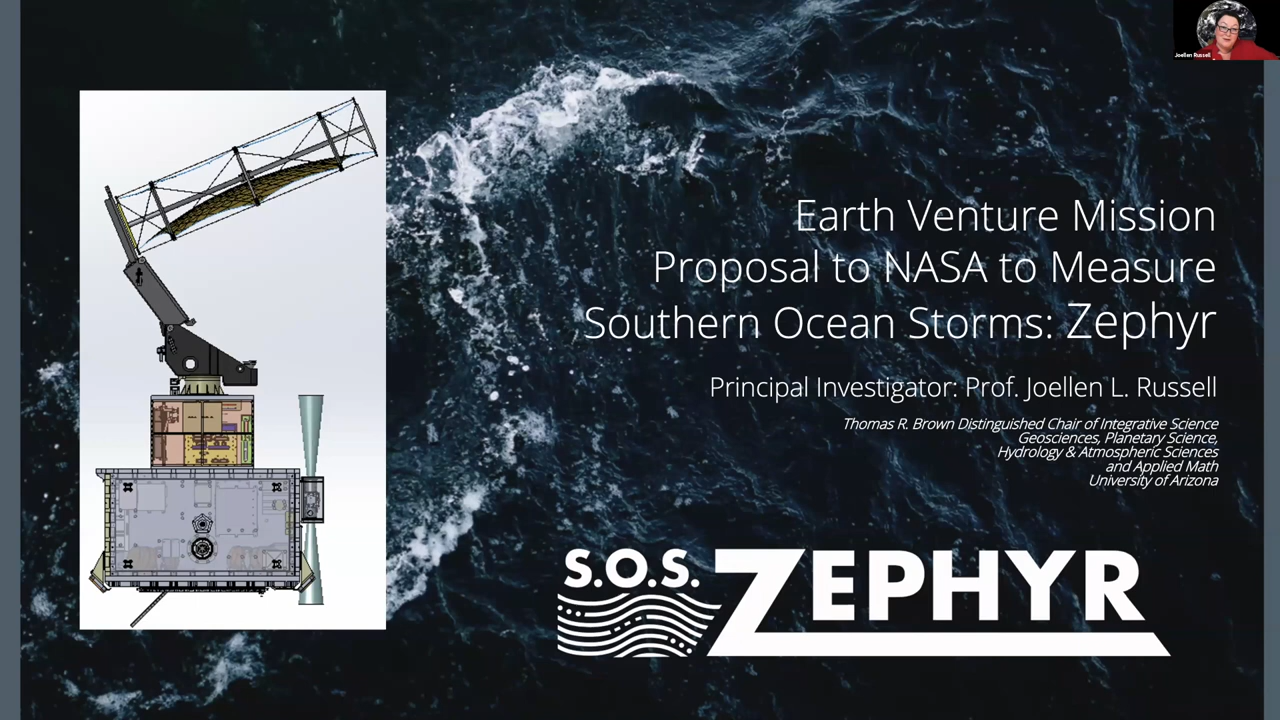 Joellen Russell
Earth Venture Mission
Proposal to NASA to Measure
Southern Ocean Storms: Zephyr
Principal Investigator: Prof. Joellen L. Russell
Thomas R. Brown Distinguished Chair of Integrative Science
Geosciences, Planetary Science,
Hydrology & Atmospheric Sciences
and Applied Math
University of Arizona
S.O.S. ZEPHYR